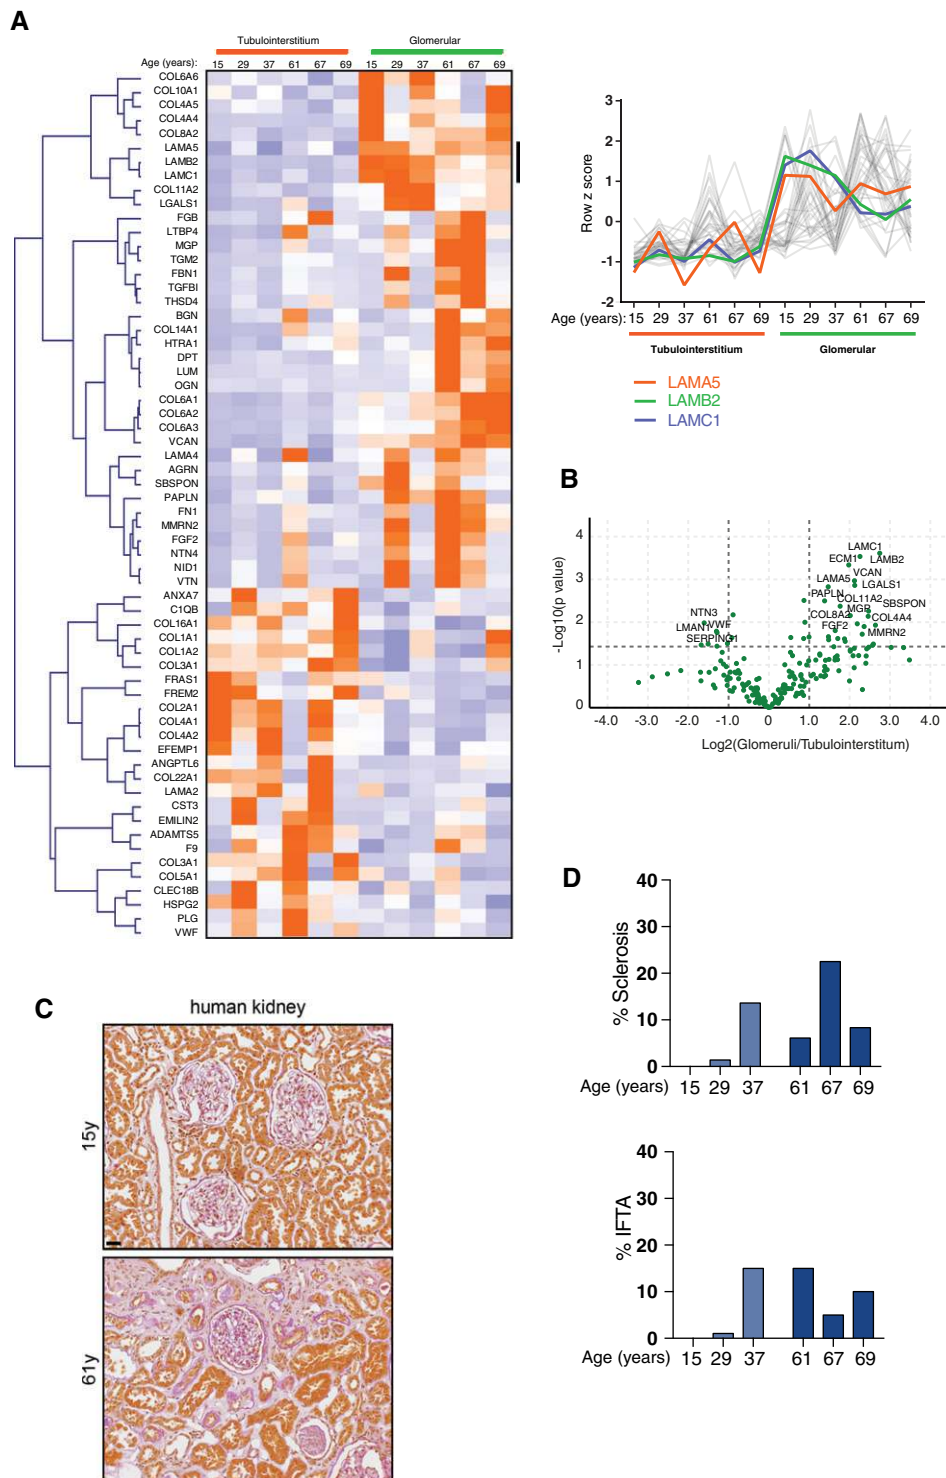 A
Tubulointerstitium Glomerular
Age (years): 15 29 37 61 67 69 15 29 37 61 67 69
COL6A6
COL10A1
COL4A5
COL4A4
COL8A2
LAMA5
LAMB2
LAMC1
COL11A2
LGALS1
FGB
LTBP4
MGP
TGM2
FBN1
TGFBI
THSD4
BGN
COL14A1
HTRA1
DPT
LUM
OGN
COL6A1
COL6A2
COL6A3
VCAN
LAMA4
AGRN
SBSPON
PAPLN
FN1
MMRN2
FGF2
NTN4
NID1
VTN
ANXA7
C1QB
COL16A1
COL1A1
COL1A2
COL3A1
FRAS1
FREM2
COL2A1
COL4A1
COL4A2
EFEMP1
ANGPTL6
COL22A1
LAMA2
CST3
EMILIN2
ADAMTS5
F9
COL3A1
COL5A1
CLEC18B
HSPG2
PLG
VWF
Row z score
3
2
1
0
-1
-2
Age (years): 15 29 37 61 67 69 15 29 37 61 67 69
Tubulointerstitium Glomerular
LAMA5
LAMB2
LAMC1
B
-Log10(p value)
4
3
2
1
0
LAMC1
ECM1 LAMB2
VCAN
LAMA5 LGALS1
PAPLN COL11A2
SBSPON
NTN3 COL8A2 MGP COL4A4
LMAN1 VWF FGF2
MMRN2
SERPING1
-4.0 -3.0 -2.0 -1.0 0 1.0 2.0 3.0 4.0
Log2(Glomeruli/Tubulointerstitum)
C
human kidney
15y
61y
D
% Sclerosis
40
30
20
10
0
Age (years) 15 29 37 61 67 69
% IFTA
40
30
20
10
0
Age (years) 15 29 37 61 67 69